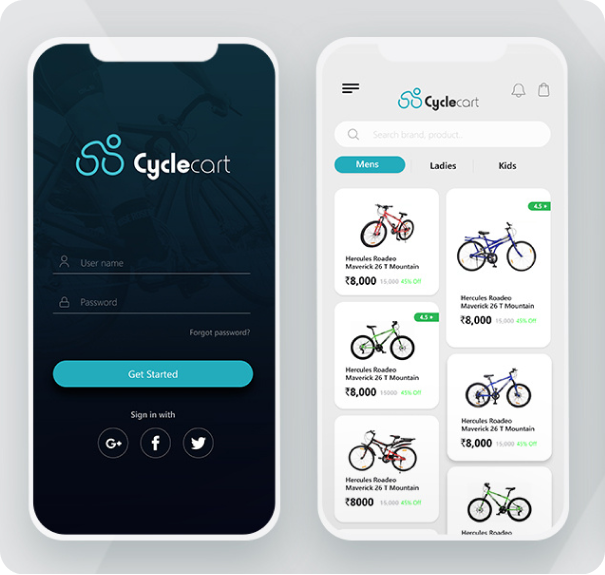 Cyclecart
User name
Password
Forgot password?
Get Started
Sign in with
G+
f
Cyclecart
Search brand, product..
Mens
Ladies
Kids
Hercules Roadeo
Maverick 26 T Mountain
₹8,000 15,000 45% Off
4.5
Hercules Roadeo
Maverick 26 T Mountain
₹8,000 15,000 45% Off
4.5
Hercules Roadeo
Maverick 26 T Mountain
₹8,000 15,000 45% Off
Hercules Roadeo
Maverick 26 T Mountain
₹8,000 15,000 45% Off
Hercules Roadeo
Maverick 26 T Mountain
₹8000 15,000 45% Off
Hercules Roadeo